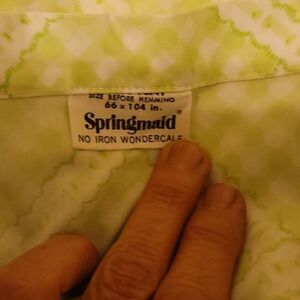 SIZE BEFORE HEMMING
66 x 104 in.
Springmaid®
NO IRON WONDERCALE